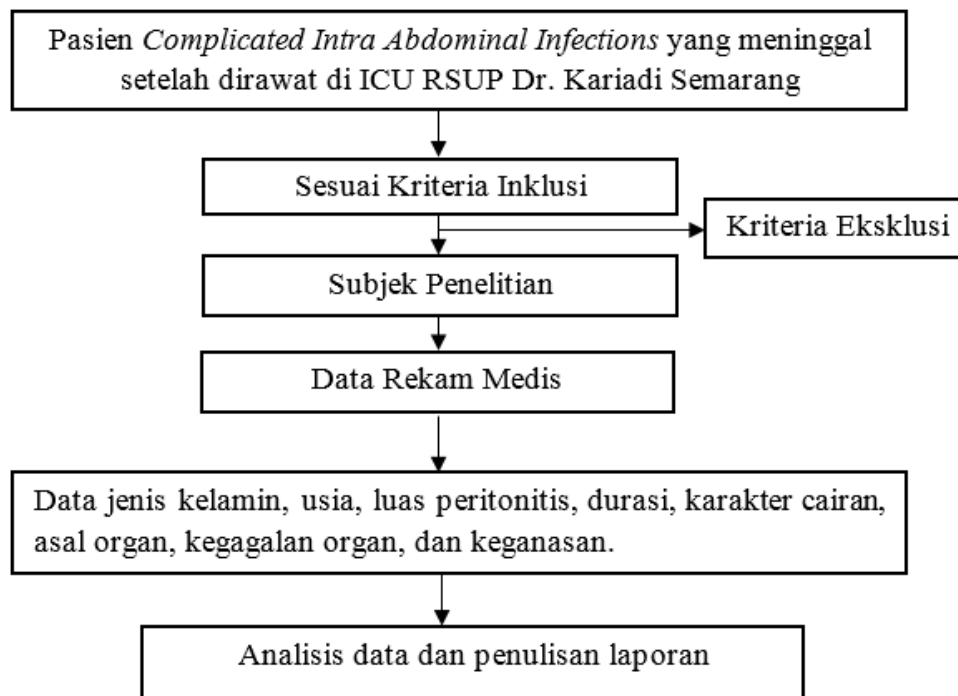 Pasien Complicated Intra Abdominal Infections yang meninggal
setelah dirawat di ICU RSUP Dr. Kariadi Semarang
Sesuai Kriteria Inklusi
Kriteria Eksklusi
Subjek Penelitian
Data Rekam Medis
Data jenis kelamin, usia, luas peritonitis, durasi, karakter cairan,
asal organ, kegagalan organ, dan keganasan.
Analisis data dan penulisan laporan